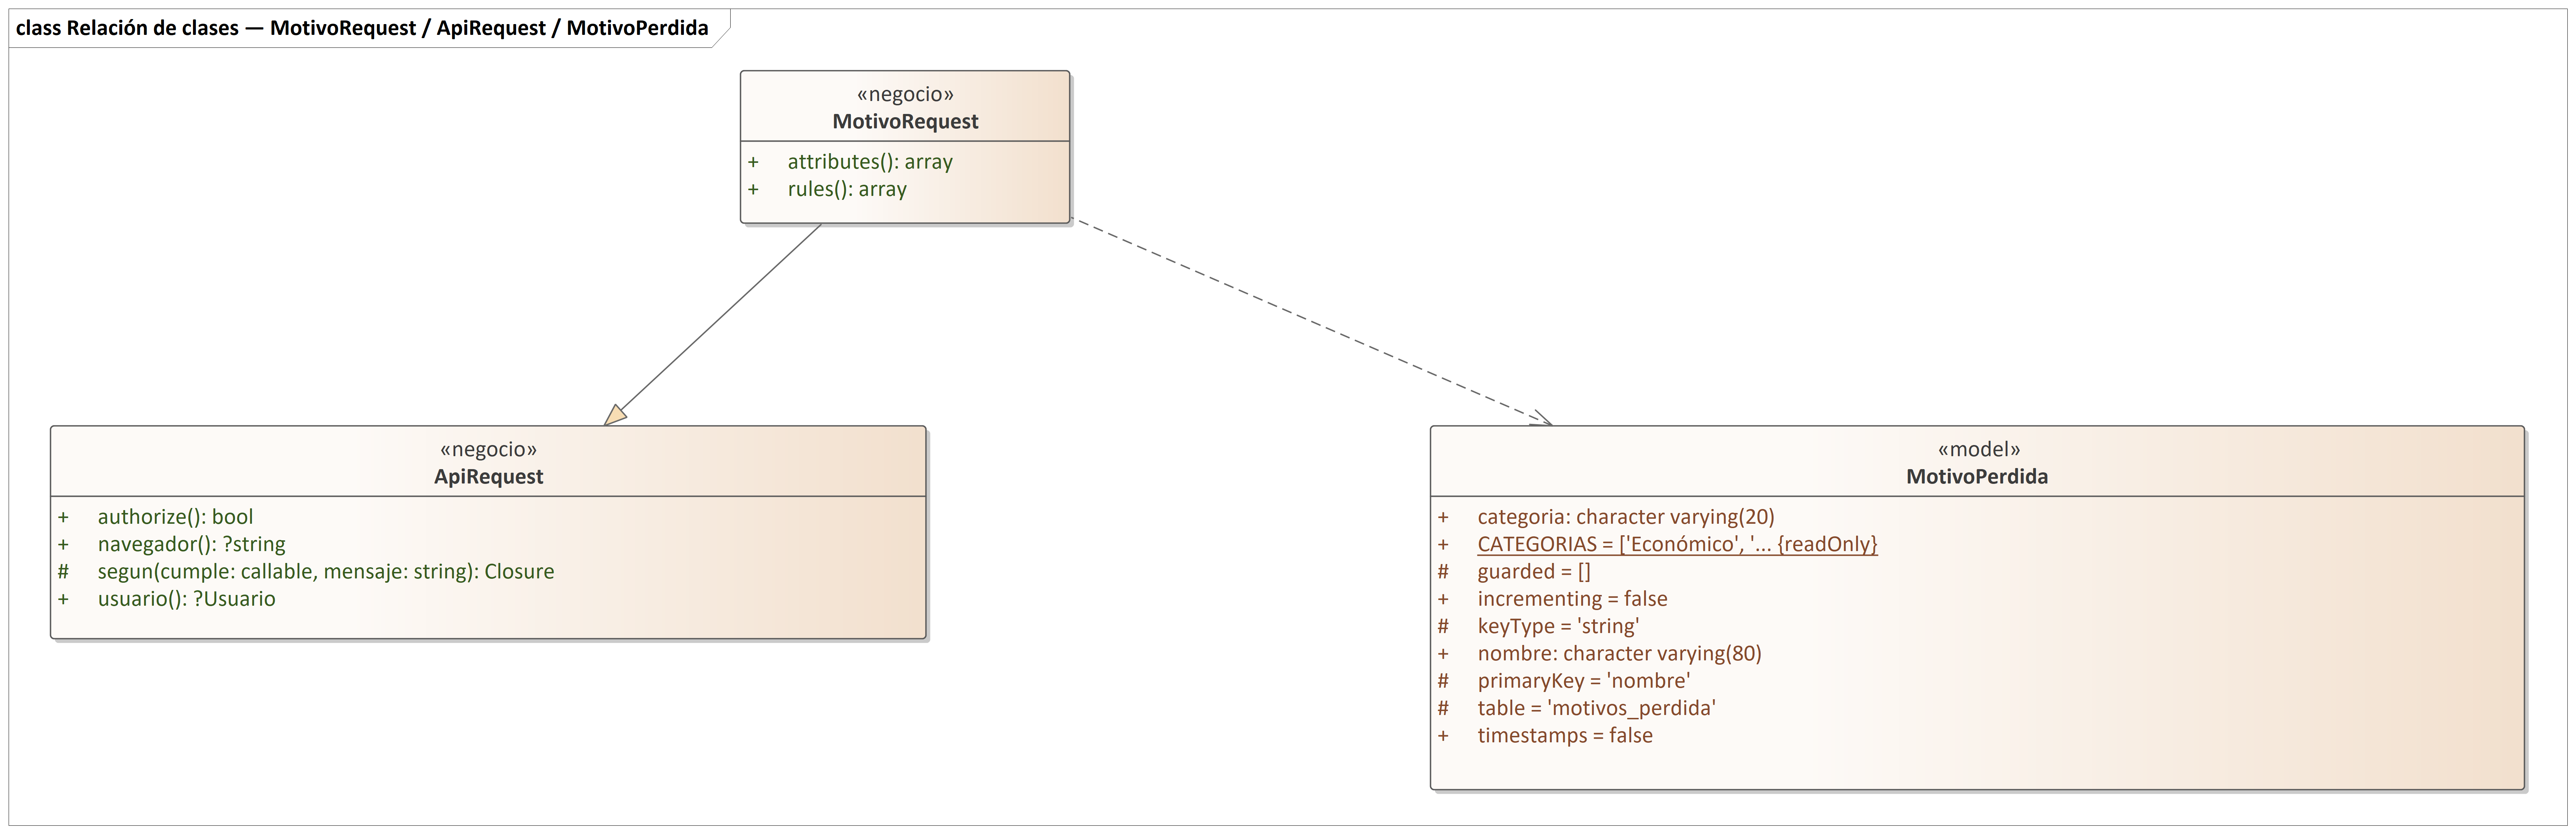 class Relación de clases — MotivoRequest / ApiRequest / MotivoPerdida
«negocio»
MotivoRequest
+ attributes(): array
+ rules(): array
«negocio»
ApiRequest
+ authorize(): bool
+ navegador(): ?string
# segun(cumple: callable, mensaje: string): Closure
+ usuario(): ?Usuario
«model»
MotivoPerdida
+ categoria: character varying(20)
+ CATEGORIAS = ['Económico', '... {readOnly}
# guarded = []
+ incrementing = false
# keyType = 'string'
+ nombre: character varying(80)
# primaryKey = 'nombre'
# table = 'motivos_perdida'
+ timestamps = false